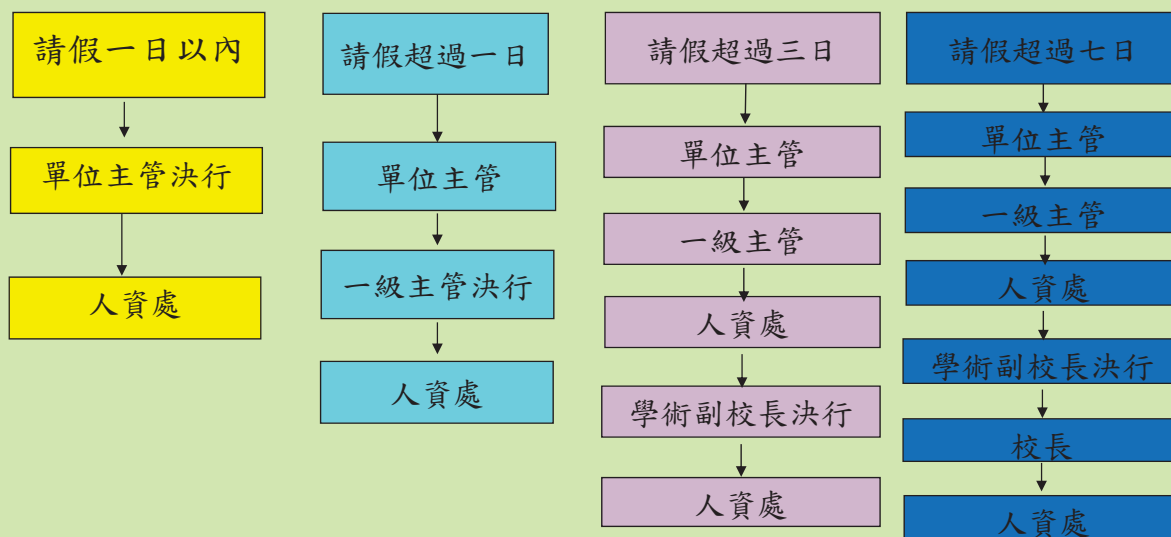 請假一日以內
單位主管決行
人資處
請假超過一日
單位主管
一級主管決行
人資處
請假超過三日
單位主管
一級主管
人資處
學術副校長決行
人資處
請假超過七日
單位主管
一級主管
人資處
學術副校長決行
校長
人資處